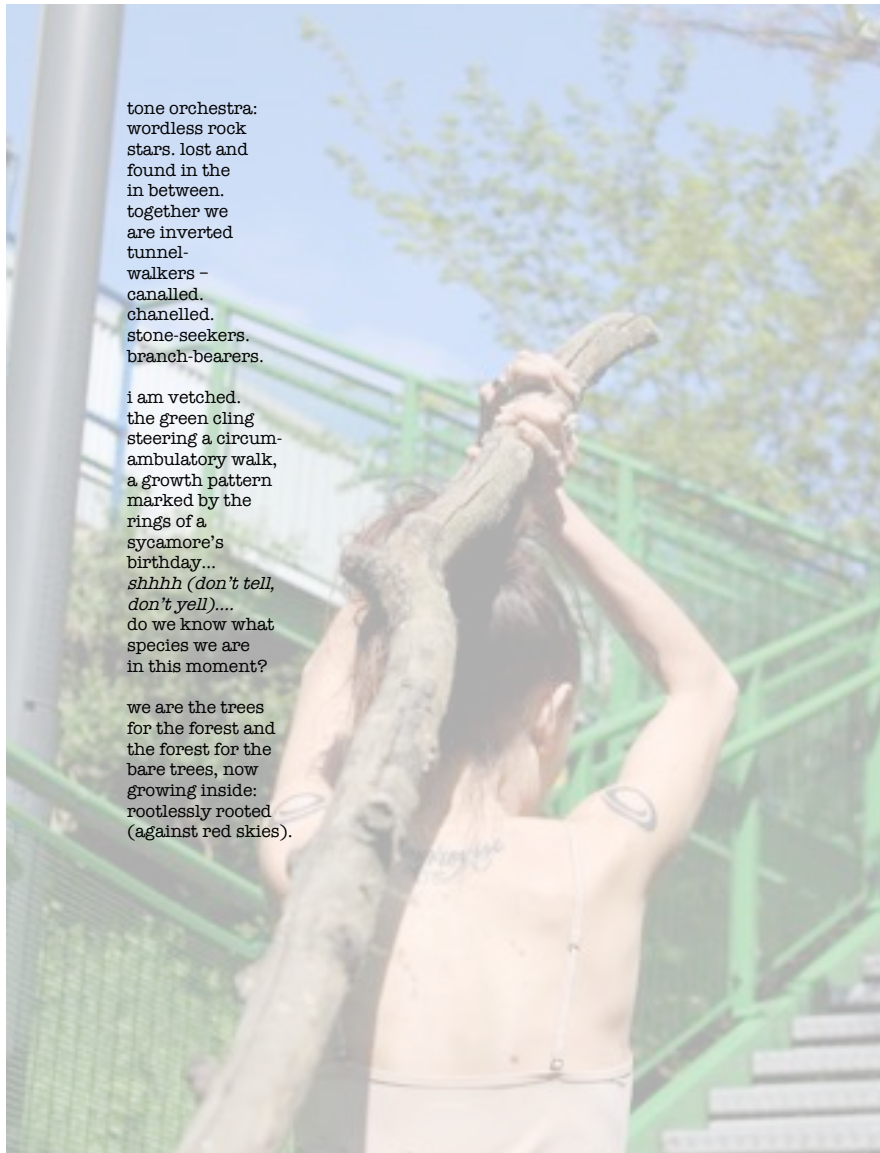 tone orchestra:
wordless rock
stars. lost and
found in the
in between.
together we
are inverted
tunnel-
walkers –
canalled.
chanelled.
stone-seekers.
branch-bearers.
i am vetched.
the green cling
steering a circum-
ambulatory walk,
a growth pattern
marked by the
rings of a
sycamore's
birthday...
shhhh (don't tell,
don't yell)....
do we know what
species we are
in this moment?
we are the trees
for the forest and
the forest for the
bare trees, now
growing inside:
rootlessly rooted
(against red skies).